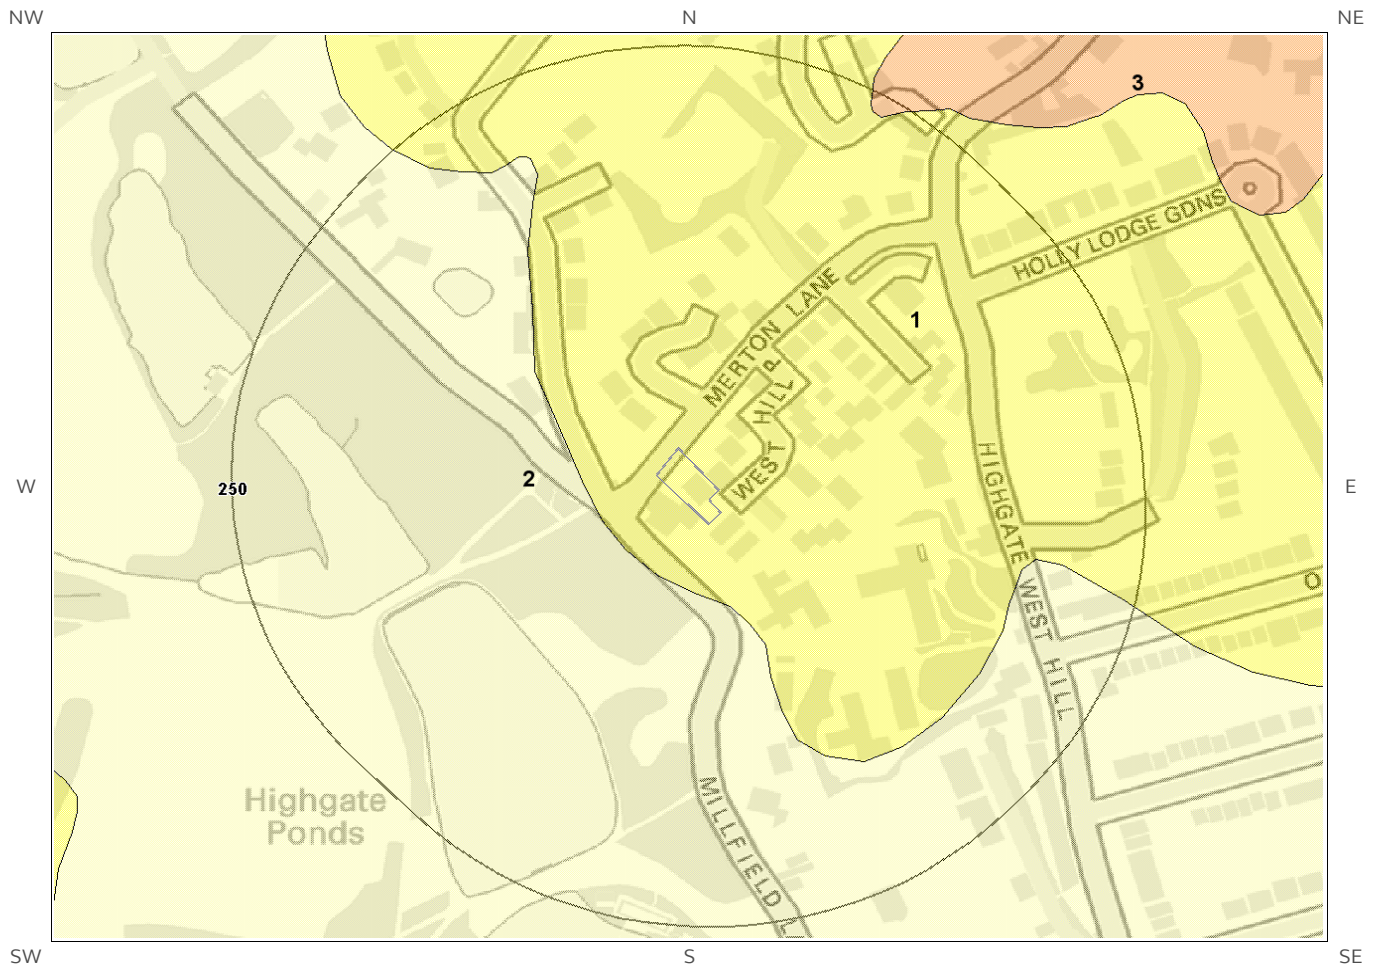 NW
N
NE
3
HOLLY LODGE GDNS
MERTON LANE
1
WEST HILL P
HIGHGATE WEST HILL
W
250
2
E
O
Highgate
Ponds
MILLFIELD L
SW
S
SE